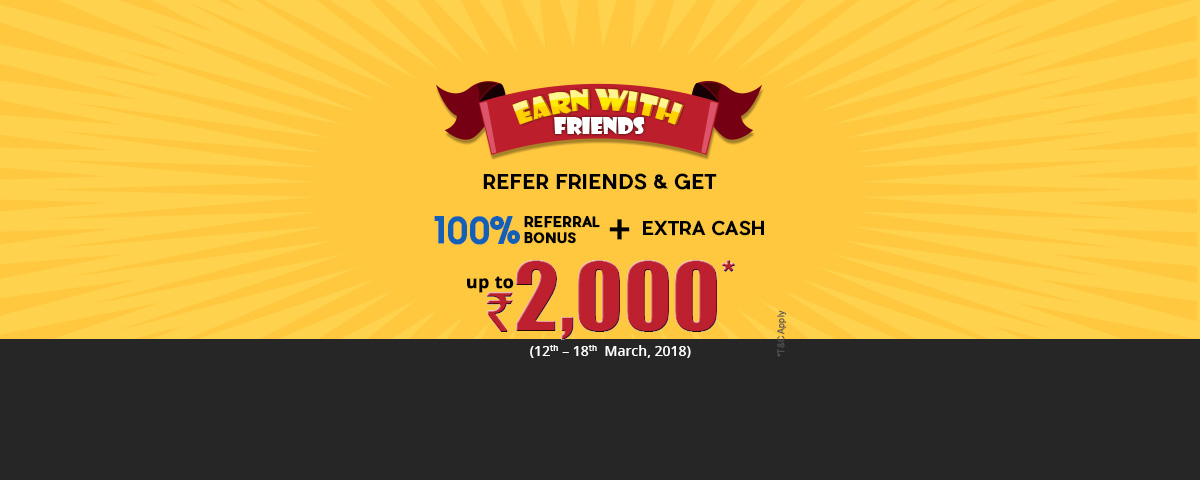 EARN WITH
FRIENDS
REFER FRIENDS & GET
100% REFERRAL BONUS + EXTRA CASH
up to ₹2,000*
*T&C Apply
(12th – 18th March, 2018)